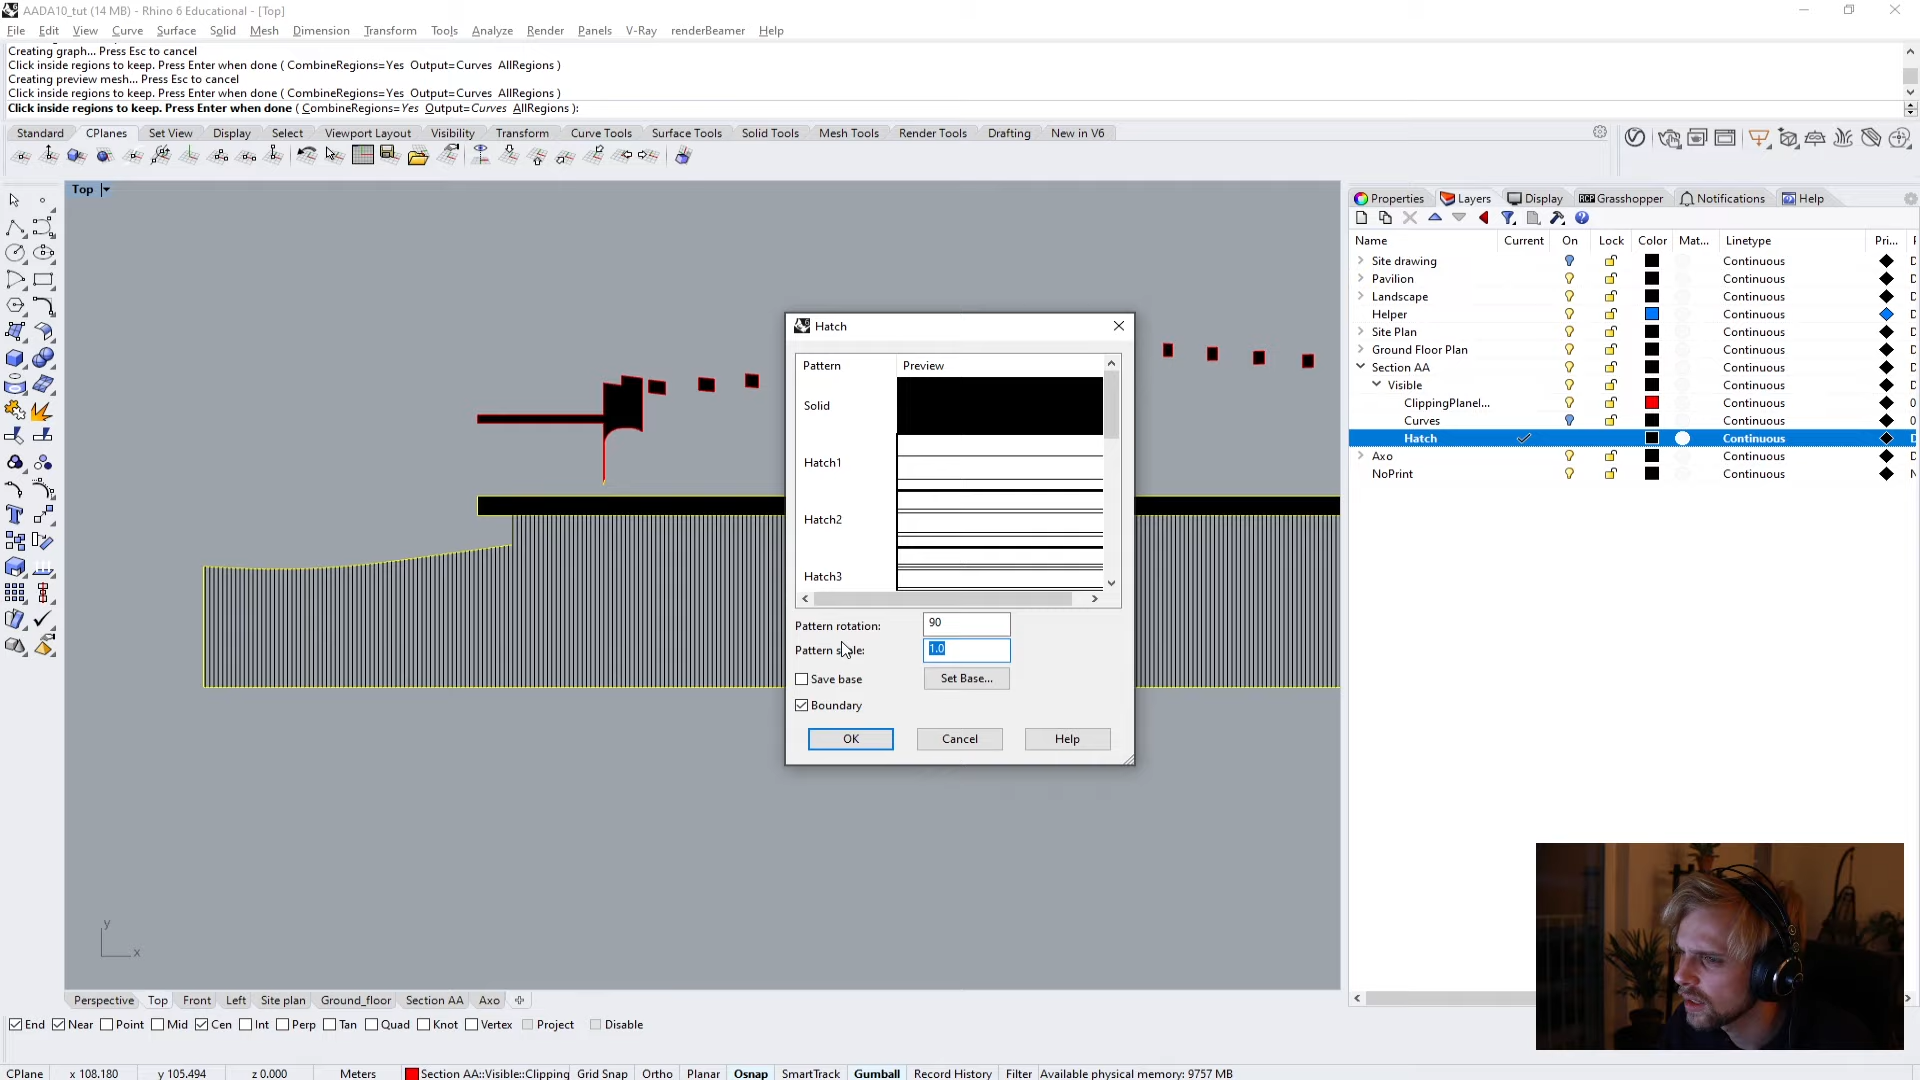 AADA10_tut (14 MB) - Rhino 6 Educational - [Top]
File Edit View Curve Surface Solid Mesh Dimension Transform Tools Analyze Render Panels V-Ray renderBeamer Help
Creating graph... Press Esc to cancel
Click inside regions to keep. Press Enter when done ( CombineRegions=Yes Output=Curves AllRegions )
Creating preview mesh... Press Esc to cancel
Click inside regions to keep. Press Enter when done ( CombineRegions=Yes Output=Curves AllRegions )
Click inside regions to keep. Press Enter when done ( CombineRegions=Yes Output=Curves AllRegions ):
Standard CPlanes Set View Display Select Viewport Layout Visibility Transform Curve Tools Surface Tools Solid Tools Mesh Tools Render Tools Drafting New in V6
Top
Properties Layers Display Grasshopper Notifications Help
Name Current On Lock Color Mat... Linetype Pri...
Site drawing Continuous
Pavilion Continuous
Landscape Continuous
Helper Continuous
Site Plan Continuous
Ground Floor Plan Continuous
Section AA Continuous
Visible Continuous
ClippingPlaneI... Continuous
Curves Continuous
Hatch Continuous
Axo Continuous
NoPrint Continuous
Hatch
Pattern Preview
Solid
Hatch1
Hatch2
Hatch3
Pattern rotation: 90
Pattern 1.0
Save base Set Base...
Boundary
OK Cancel Help
y
x
Perspective Top Front Left Site plan Ground_floor Section AA Axo
End Near Point Mid Cen Int Perp Tan Quad Knot Vertex Project Disable
CPlane x 108.180 y 105.494 z 0.000 Meters Section AA::Visible::Clipping Grid Snap Ortho Planar Osnap SmartTrack Gumball Record History Filter Available physical memory: 9757 MB